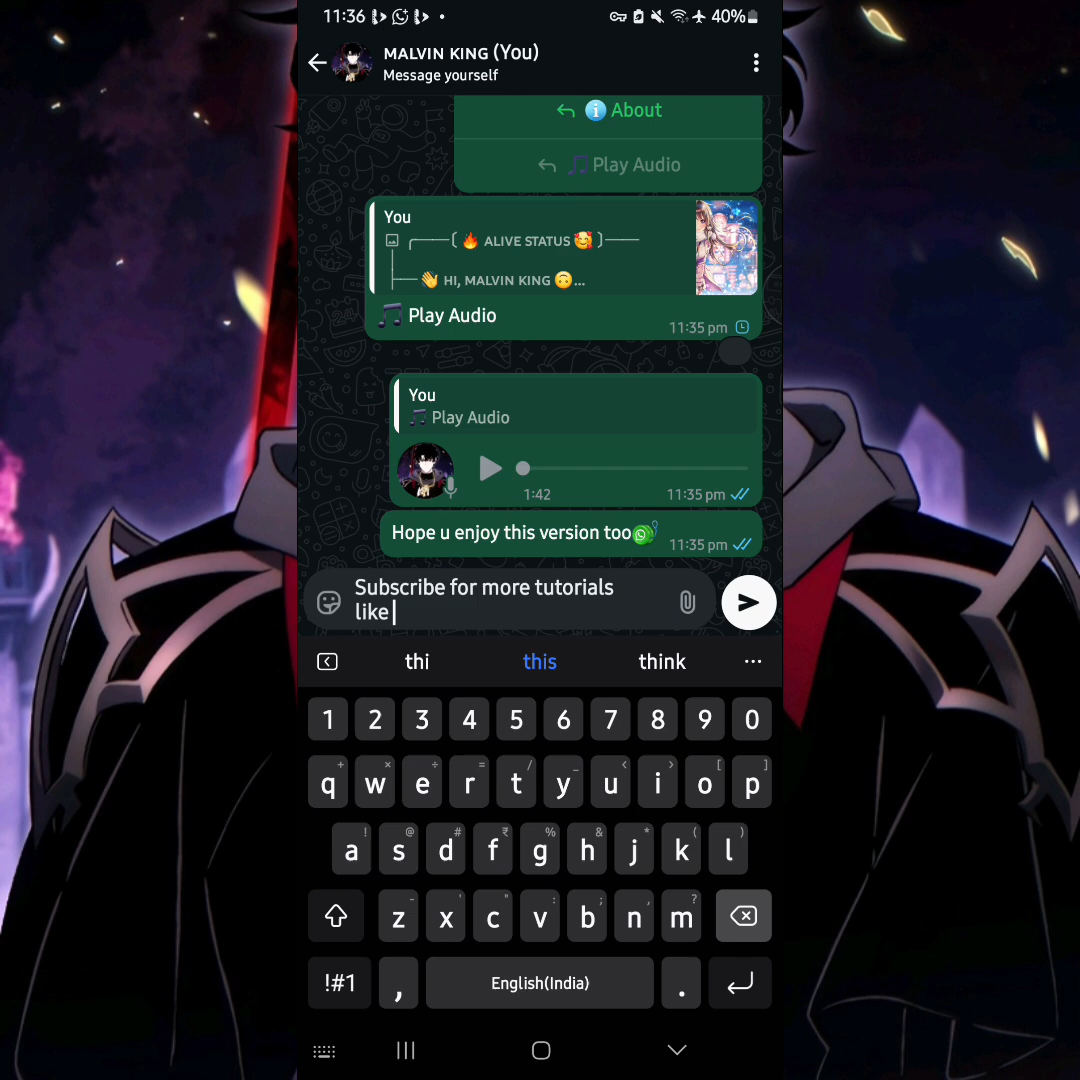 11:36 40%
MALVIN KING (You)
Message yourself
ℹ️ About
🎵 Play Audio
You
╭──❲ 🔥 ALIVE STATUS 🥰 ❳──
├── 👋 HI, MALVIN KING 🙃...
🎵 Play Audio
11:35 pm
You
🎵 Play Audio
1:42 11:35 pm
Hope u enjoy this version too
11:35 pm
Subscribe for more tutorials
like
thi this think ...
1 2 3 4 5 6 7 8 9 0
+ × ÷ = / _ < > [ ]
q w e r t y u i o p
! @ # ₹ % & * ( )
a s d f g h j k l
- ' " : ; , ?
z x c v b n m
!#1 , English(India) .